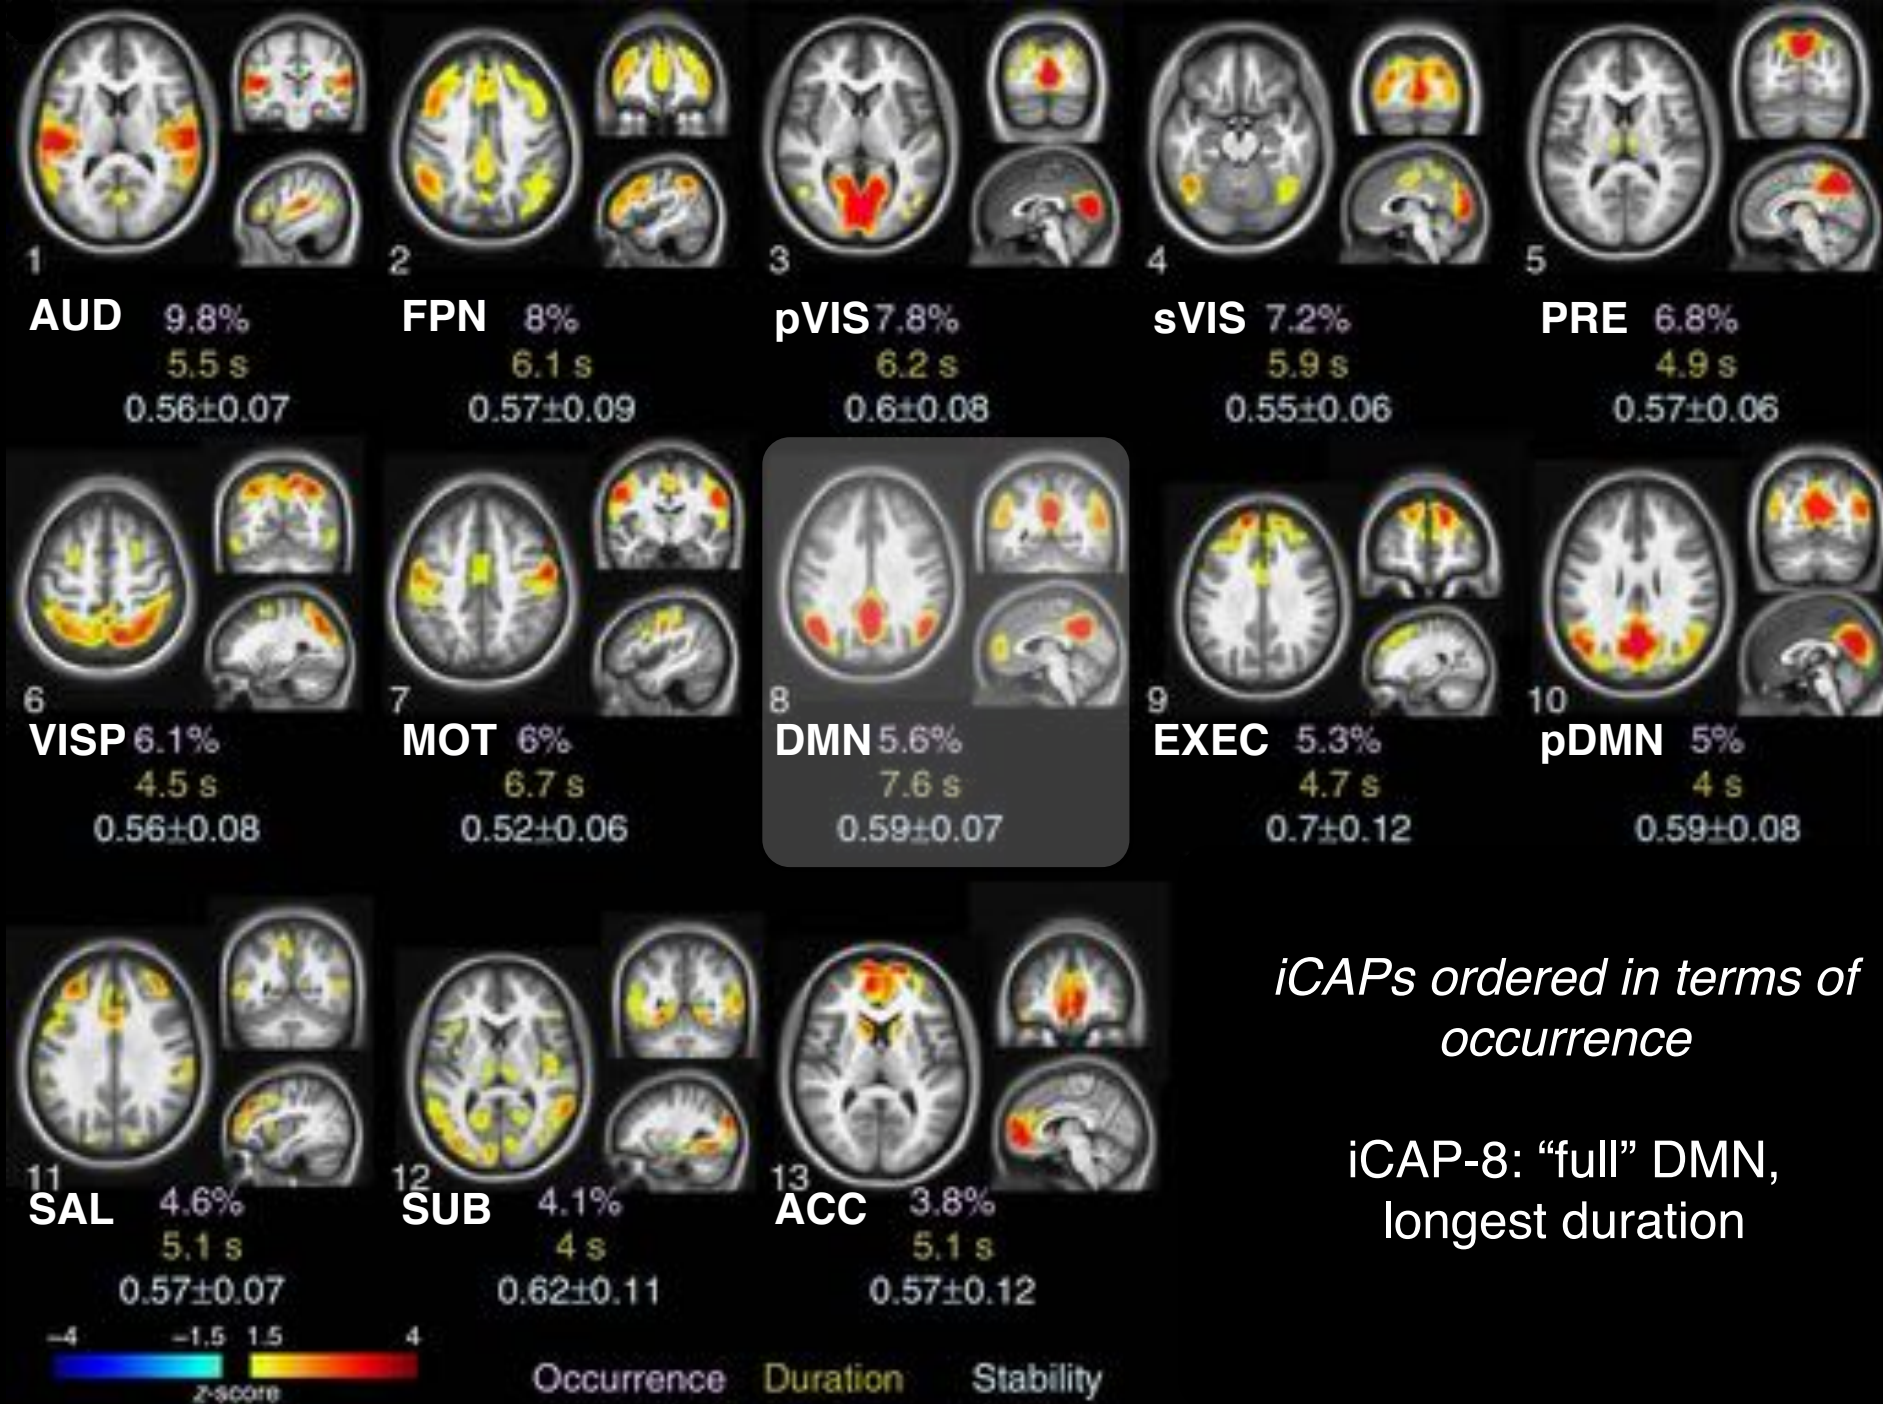 1 2 3 4 5
AUD 9.8% FPN 8% pVIS 7.8% sVIS 7.2% PRE 6.8%
5.5 s 6.1 s 6.2 s 5.9 s 4.9 s
0.56±0.07 0.57±0.09 0.6±0.08 0.55±0.06 0.57±0.06
6 7 8 9 10
VISP 6.1% MOT 6% DMN 5.6% EXEC 5.3% pDMN 5%
4.5 s 6.7 s 7.6 s 4.7 s 4 s
0.56±0.08 0.52±0.06 0.59±0.07 0.7±0.12 0.59±0.08
11 12 13
SAL 4.6% SUB 4.1% ACC 3.8%
5.1 s 4 s 5.1 s
0.57±0.07 0.62±0.11 0.57±0.12
iCAPs ordered in terms of
occurrence
iCAP-8: “full” DMN,
longest duration
–4 –1.5 1.5 4
z-score
Occurrence Duration Stability